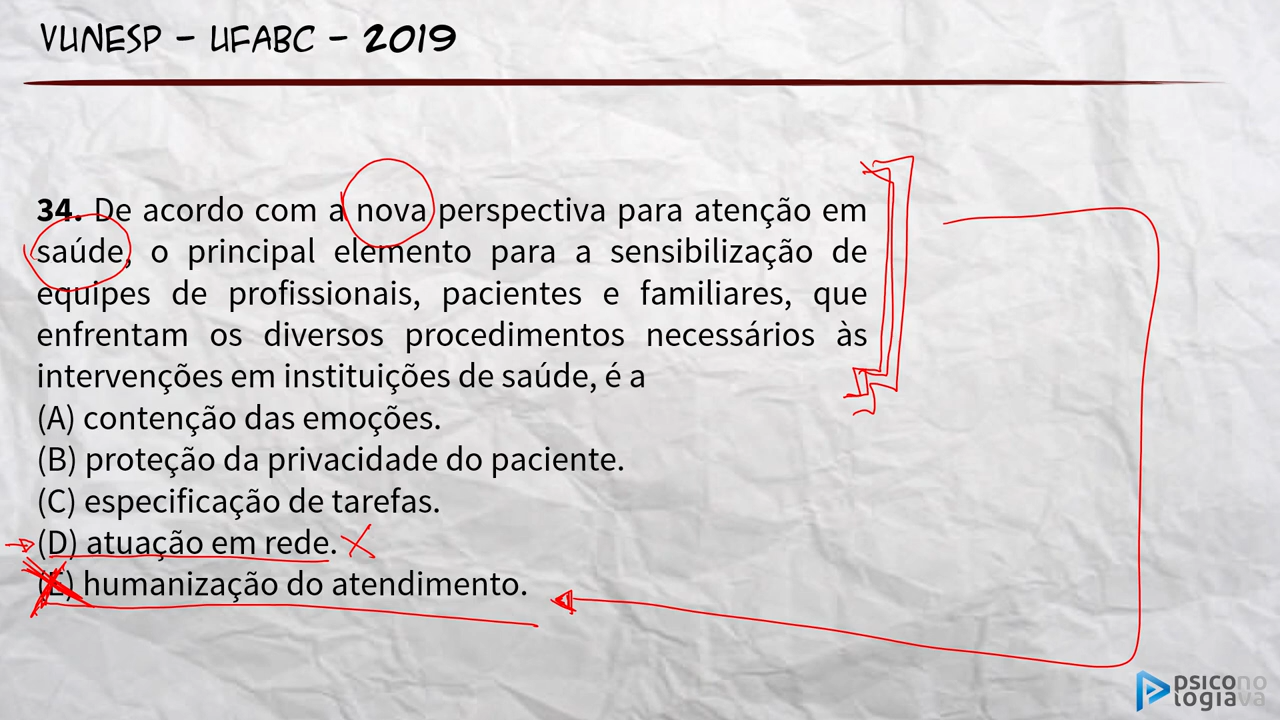 VUNESP - UFABC - 2019
34. De acordo com a nova perspectiva para atenção em
saúde, o principal elemento para a sensibilização de
equipes de profissionais, pacientes e familiares, que
enfrentam os diversos procedimentos necessários às
intervenções em instituições de saúde, é a
(A) contenção das emoções.
(B) proteção da privacidade do paciente.
(C) especificação de tarefas.
(D) atuação em rede.
(E) humanização do atendimento.
psicono
logiava